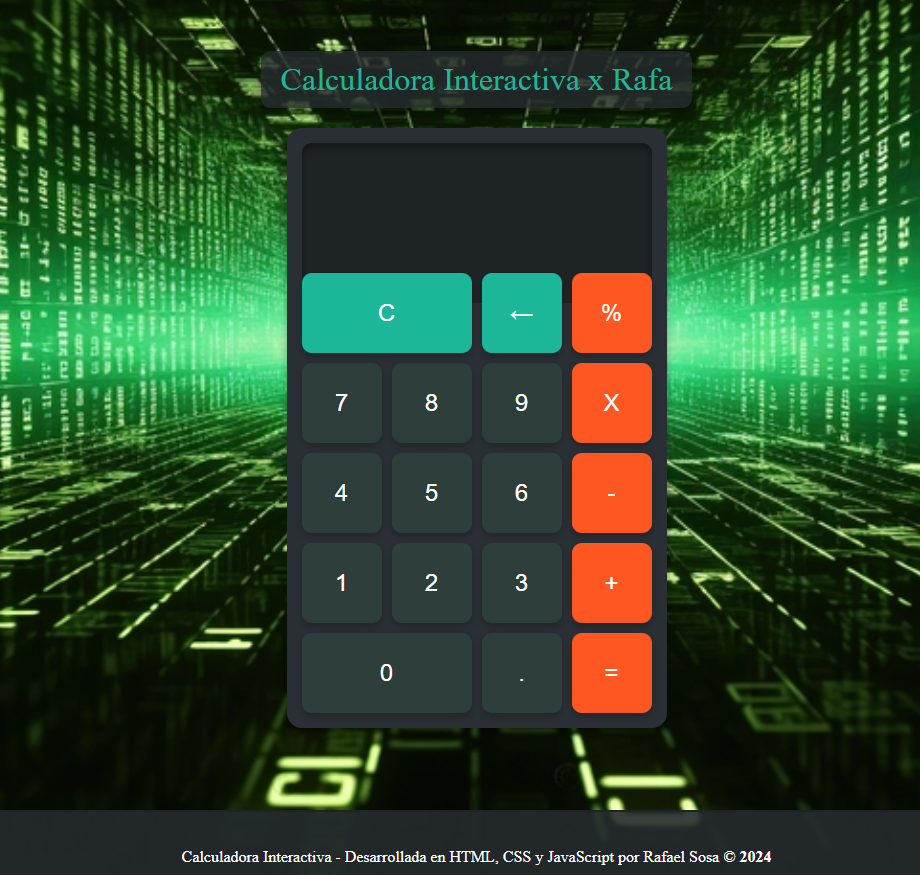 Calculadora Interactiva x Rafa
C ← %
7 8 9 X
4 5 6 -
1 2 3 +
0 . =
Calculadora Interactiva - Desarrollada en HTML, CSS y JavaScript por Rafael Sosa © 2024